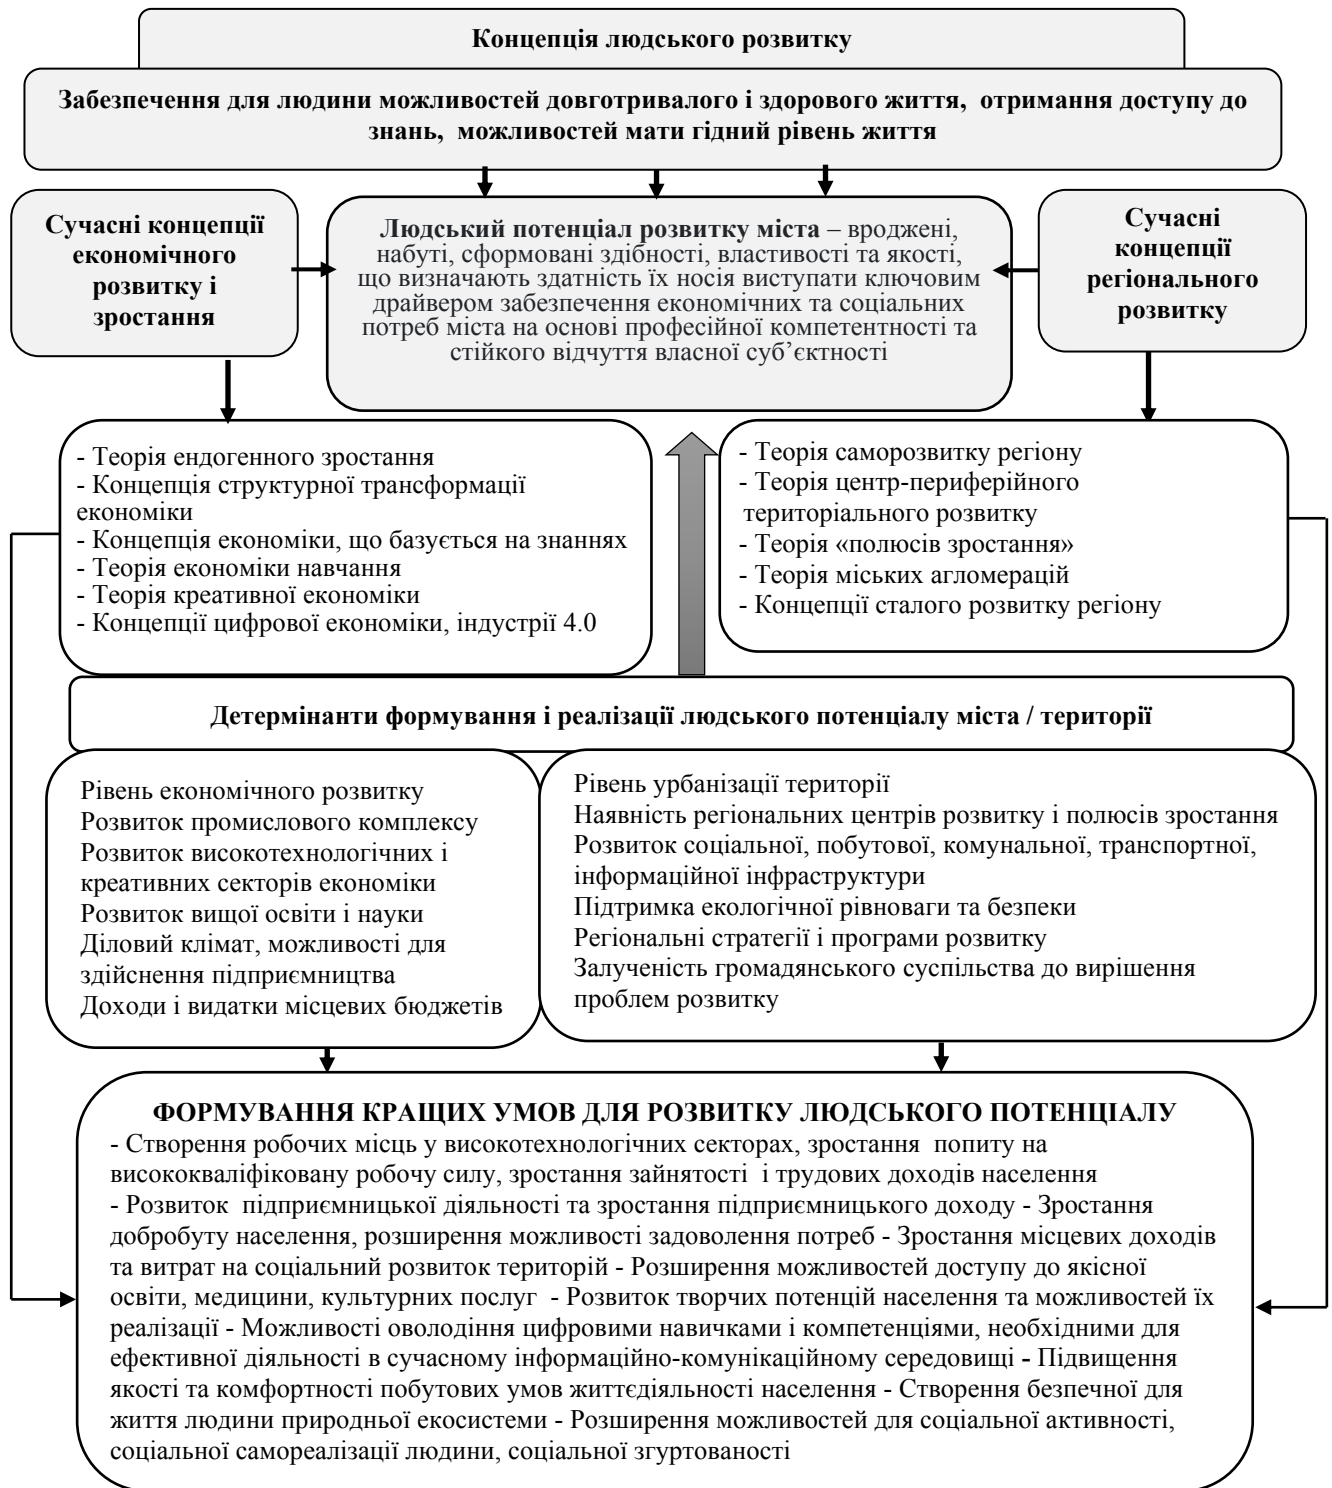 Концепція людського розвитку
Забезпечення для людини можливостей довготривалого і здорового життя, отримання доступу до
знань, можливостей мати гідний рівень життя
Сучасні концепції
економічного
розвитку і
зростання
Людський потенціал розвитку міста – вроджені,
набуті, сформовані здібності, властивості та якості,
що визначають здатність їх носія виступати ключовим
драйвером забезпечення економічних та соціальних
потреб міста на основі професійної компетентності та
стійкого відчуття власної суб’єктності
Сучасні
концепції
регіонального
розвитку
- Теорія ендогенного зростання
- Концепція структурної трансформації
економіки
- Концепція економіки, що базується на знаннях
- Теорія економіки навчання
- Теорія креативної економіки
- Концепції цифрової економіки, індустрії 4.0
- Теорія саморозвитку регіону
- Теорія центр-периферійного
територіального розвитку
- Теорія «полюсів зростання»
- Теорія міських агломерацій
- Концепції сталого розвитку регіону
Детермінанти формування і реалізації людського потенціалу міста / території
Рівень економічного розвитку
Розвиток промислового комплексу
Розвиток високотехнологічних і
креативних секторів економіки
Розвиток вищої освіти і науки
Діловий клімат, можливості для
здійснення підприємництва
Доходи і видатки місцевих бюджетів
Рівень урбанізації території
Наявність регіональних центрів розвитку і полюсів зростання
Розвиток соціальної, побутової, комунальної, транспортної,
інформаційної інфраструктури
Підтримка екологічної рівноваги та безпеки
Регіональні стратегії і програми розвитку
Залученість громадянського суспільства до вирішення
проблем розвитку
ФОРМУВАННЯ КРАЩИХ УМОВ ДЛЯ РОЗВИТКУ ЛЮДСЬКОГО ПОТЕНЦІАЛУ
- Створення робочих місць у високотехнологічних секторах, зростання попиту на
висококваліфіковану робочу силу, зростання зайнятості і трудових доходів населення
- Розвиток підприємницької діяльності та зростання підприємницького доходу - Зростання
добробуту населення, розширення можливості задоволення потреб - Зростання місцевих доходів
та витрат на соціальний розвиток територій - Розширення можливостей доступу до якісної
освіти, медицини, культурних послуг - Розвиток творчих потенцій населення та можливостей їх
реалізації - Можливості оволодіння цифровими навичками і компетенціями, необхідними для
ефективної діяльності в сучасному інформаційно-комунікаційному середовищі - Підвищення
якості та комфортності побутових умов життєдіяльності населення - Створення безпечної для
життя людини природньої екосистеми - Розширення можливостей для соціальної активності,
соціальної самореалізації людини, соціальної згуртованості